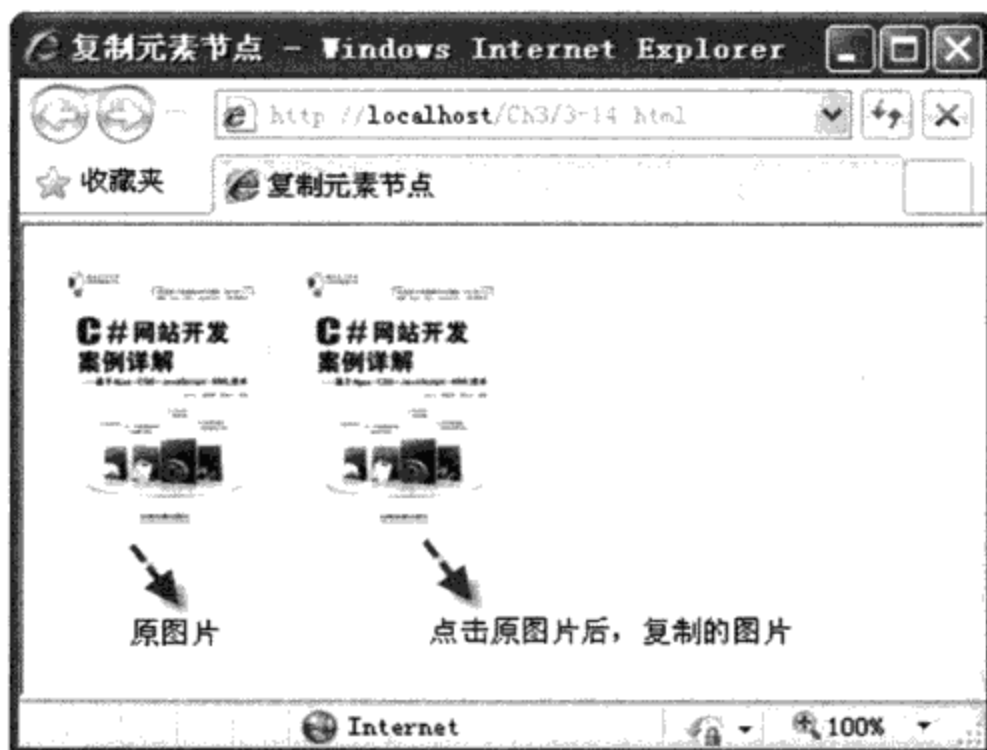 复制元素节点 - Windows Internet Explorer
http //localhost/Ch3/3-14 html
收藏夹
复制元素节点
C#网站开发
案例详解
C#网站开发
案例详解
原图片
点击原图片后，复制的图片
Internet
100%